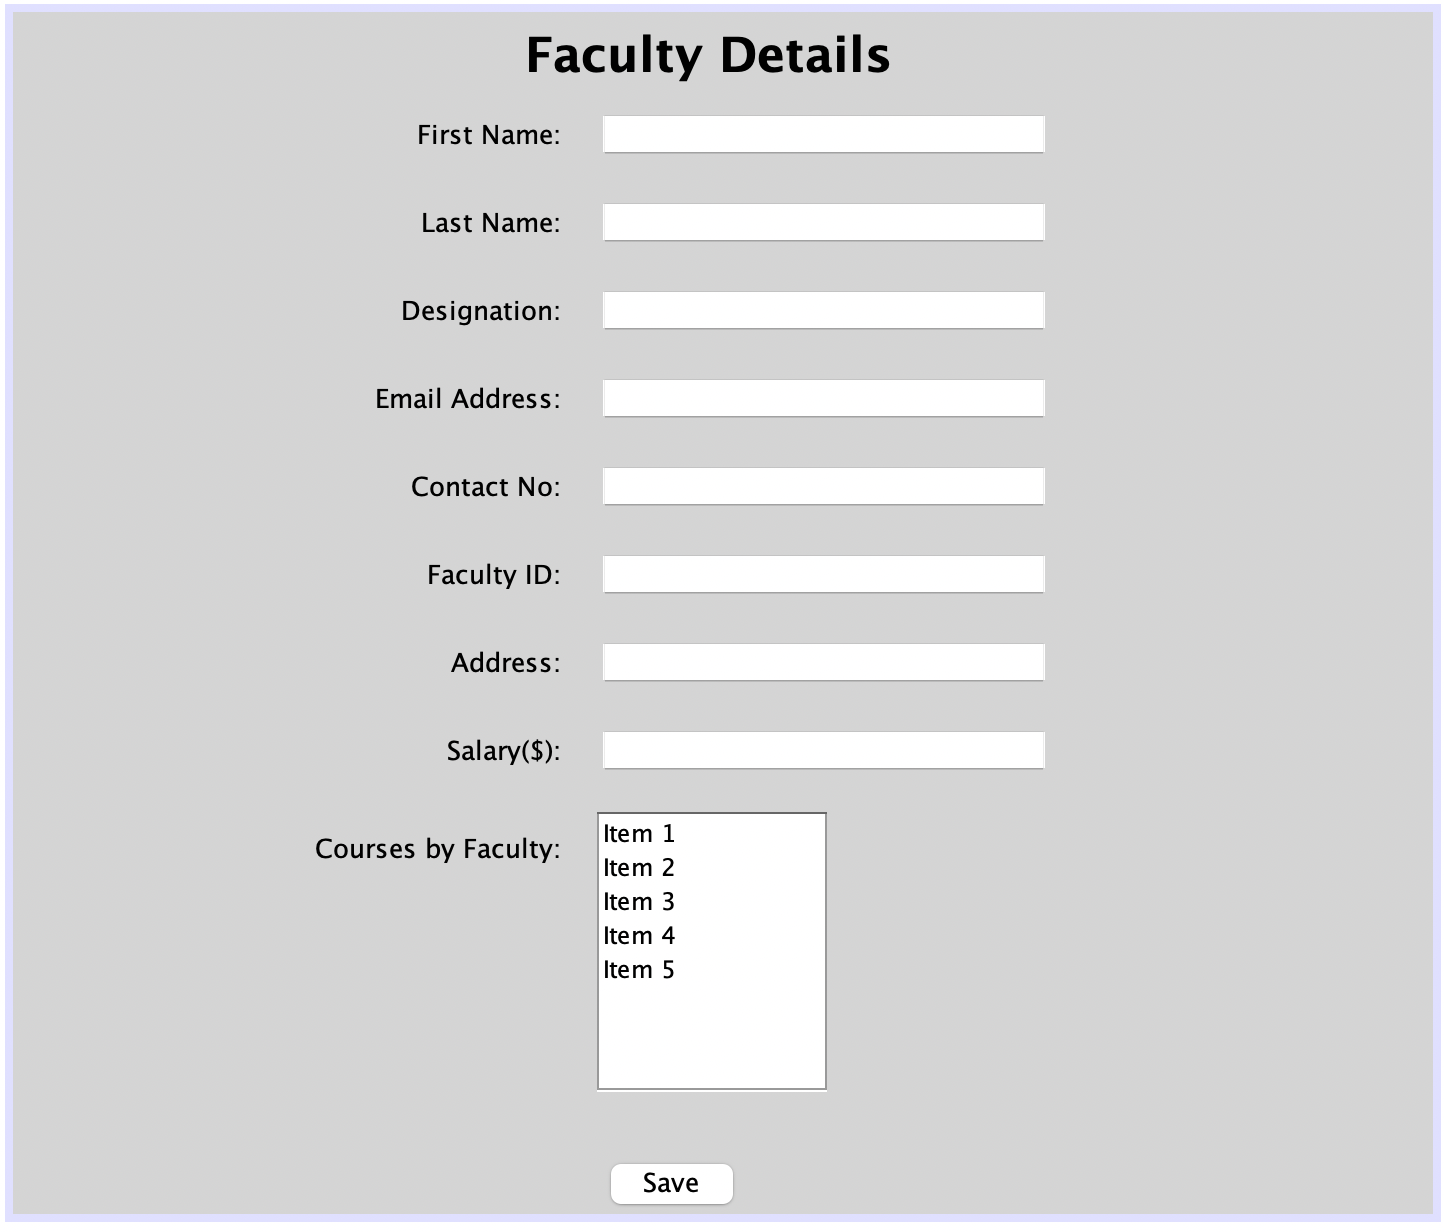 Faculty Details
First Name:
Last Name:
Designation:
Email Address:
Contact No:
Faculty ID:
Address:
Salary($):
Courses by Faculty:
Item 1
Item 2
Item 3
Item 4
Item 5
Save